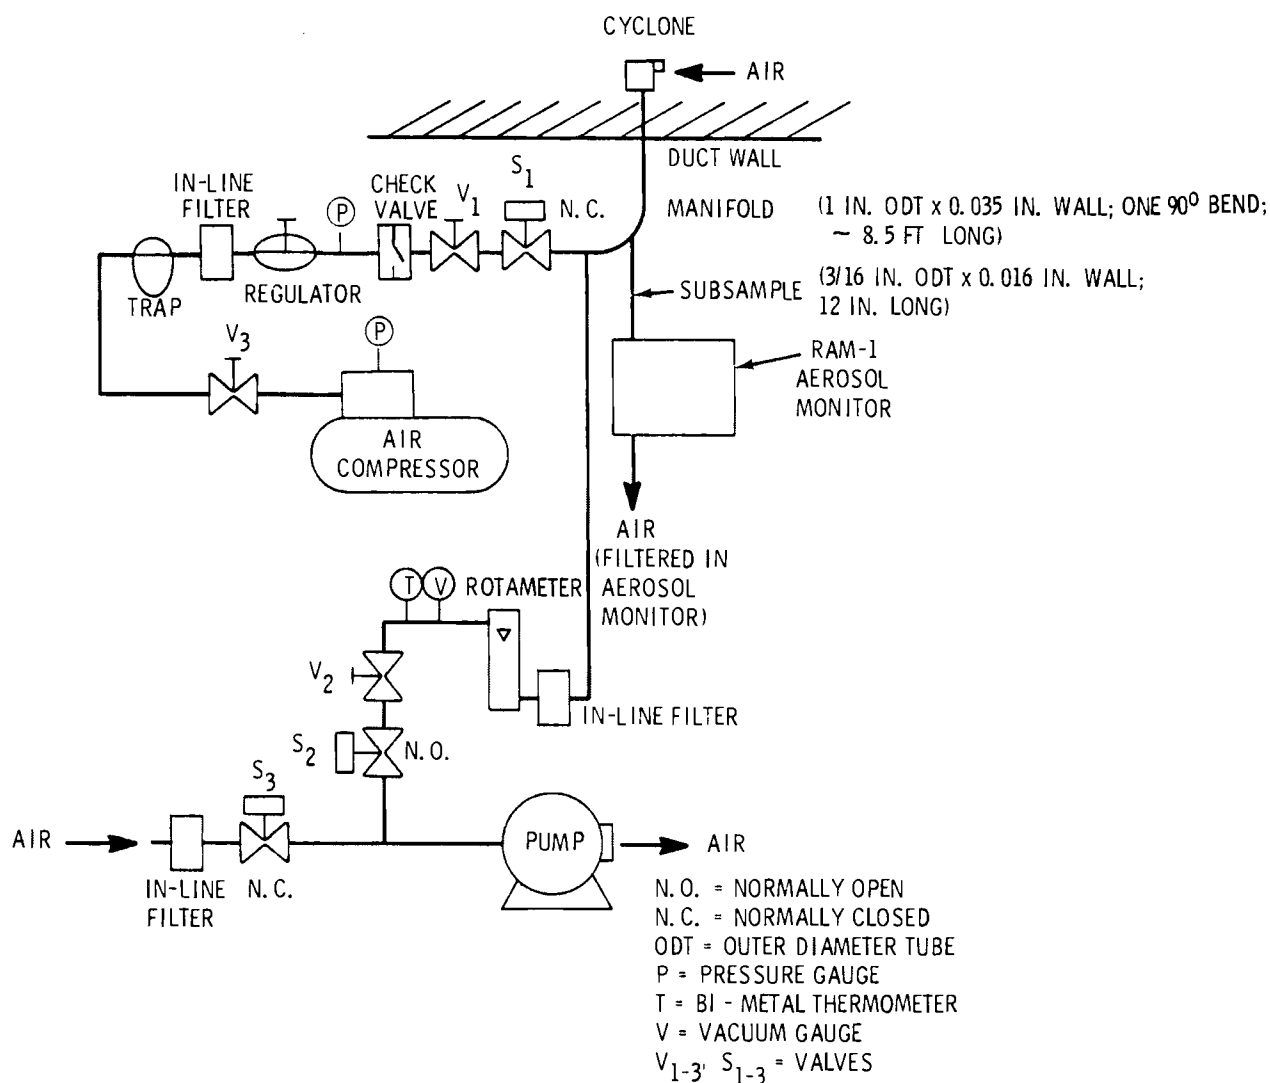 CYCLONE
AIR
DUCT WALL
IN-LINE
FILTER
P
CHECK
VALVE
V1
S1
N.C.
MANIFOLD
(1 IN. ODT x 0.035 IN. WALL; ONE 90º BEND;
~ 8.5 FT LONG)
TRAP
REGULATOR
SUBSAMPLE
(3/16 IN. ODT x 0.016 IN. WALL;
12 IN. LONG)
V3
P
RAM-1
AEROSOL
MONITOR
AIR
COMPRESSOR
AIR
(FILTERED IN
AEROSOL
MONITOR)
T
V
ROTAMETER
V2
IN-LINE FILTER
S2
N.O.
S3
AIR
IN-LINE
FILTER
N.C.
PUMP
AIR
N.O. = NORMALLY OPEN
N.C. = NORMALLY CLOSED
ODT = OUTER DIAMETER TUBE
P = PRESSURE GAUGE
T = BI - METAL THERMOMETER
V = VACUUM GAUGE
V1-3, S1-3 = VALVES